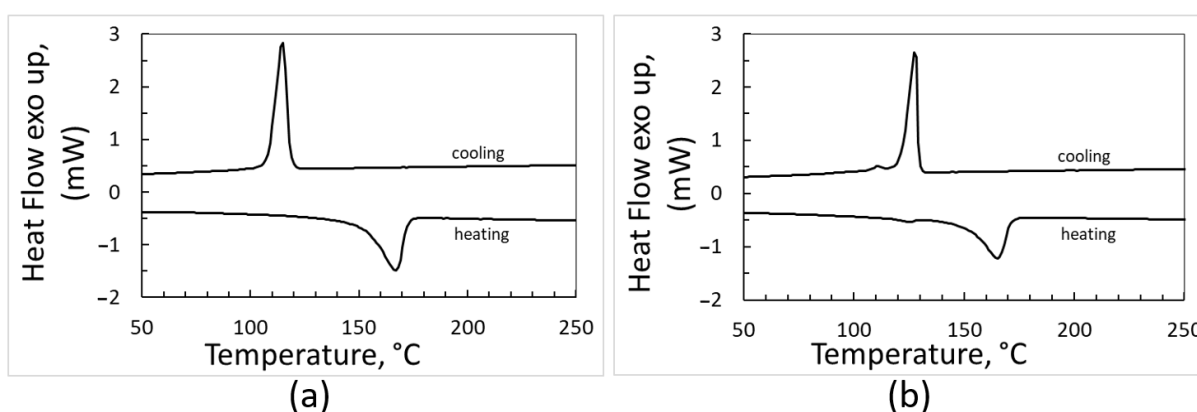 Heat Flow exo up,
(mW)
3
2
1
0
−1
−2
cooling
heating
50
100
150
200
250
Temperature, °C
(a)
Heat Flow exo up,
(mW)
3
2
1
0
−1
−2
cooling
heating
50
100
150
200
250
Temperature, °C
(b)